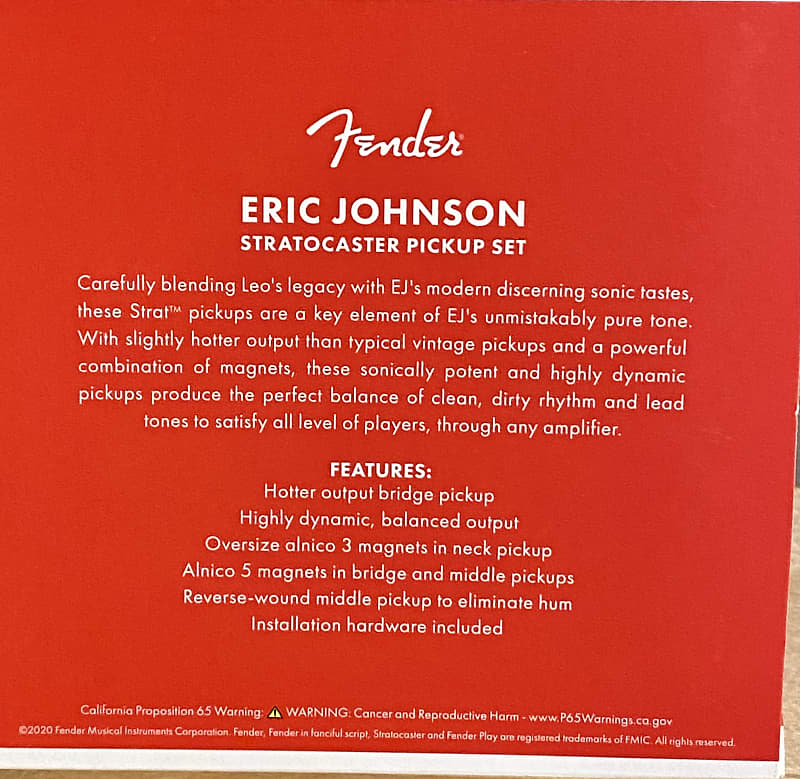 Fender®
ERIC JOHNSON
STRATOCASTER PICKUP SET
Carefully blending Leo's legacy with EJ's modern discerning sonic tastes,
these Strat™ pickups are a key element of EJ's unmistakably pure tone.
With slightly hotter output than typical vintage pickups and a powerful
combination of magnets, these sonically potent and highly dynamic
pickups produce the perfect balance of clean, dirty rhythm and lead
tones to satisfy all level of players, through any amplifier.
FEATURES:
Hotter output bridge pickup
Highly dynamic, balanced output
Oversize alnico 3 magnets in neck pickup
Alnico 5 magnets in bridge and middle pickups
Reverse-wound middle pickup to eliminate hum
Installation hardware included
California Proposition 65 Warning: ⚠ WARNING: Cancer and Reproductive Harm - www.P65Warnings.ca.gov
©2020 Fender Musical Instruments Corporation. Fender, Fender in fanciful script, Stratocaster and Fender Play are registered trademarks of FMIC. All rights reserved.